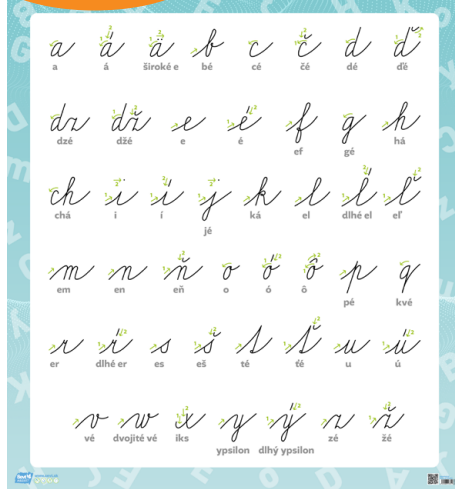 a á ä b c č d ď
a á široké e bé cé čé dé ďé
dz dž e é f g h
dzé džé e é ef gé há
ch i í j k l ĺ ľ
chá i í jé ká el dlhé el eľ
m n ň o ó ô p q
em en eň o ó ô pé kvé
r ŕ s š t ť u ú
er dlhé er es eš té ťé u ú
v w x y ý z ž
vé dvojité vé iks ypsilon dlhý ypsilon zé žé